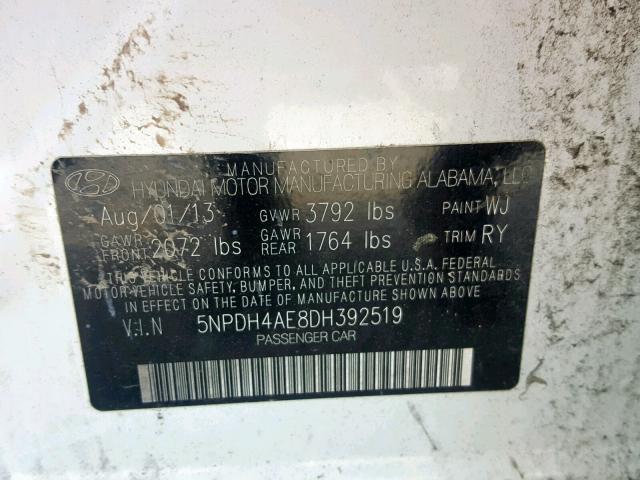 MANUFACTURED BY
HYUNDAI MOTOR MANUFACTURING ALABAMA, LLC
Aug/01/13 GVWR 3792 lbs PAINT WJ
GAWR FRONT 2072 lbs GAWR REAR 1764 lbs TRIM RY
THIS VEHICLE CONFORMS TO ALL APPLICABLE U.S.A. FEDERAL
MOTOR VEHICLE SAFETY, BUMPER, AND THEFT PREVENTION STANDARDS
IN EFFECT ON THE DATE OF MANUFACTURE SHOWN ABOVE.
V.I.N 5NPDH4AE8DH392519
PASSENGER CAR